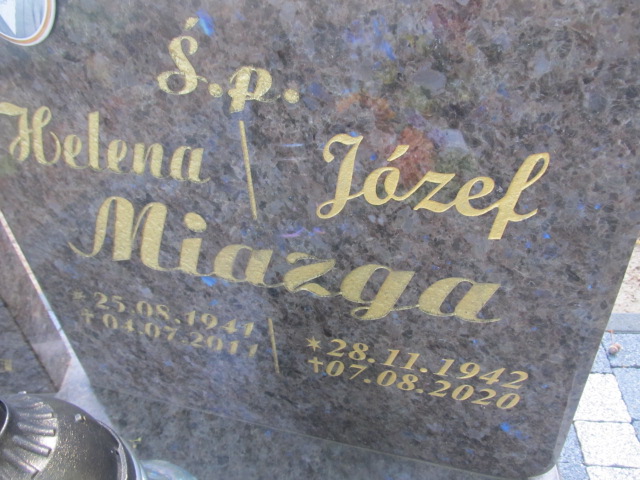 Ś.p.
Helena | Józef
Miazga
* 25.08.1941 | * 28.11.1942
† 04.07.2011 | † 07.08.2020